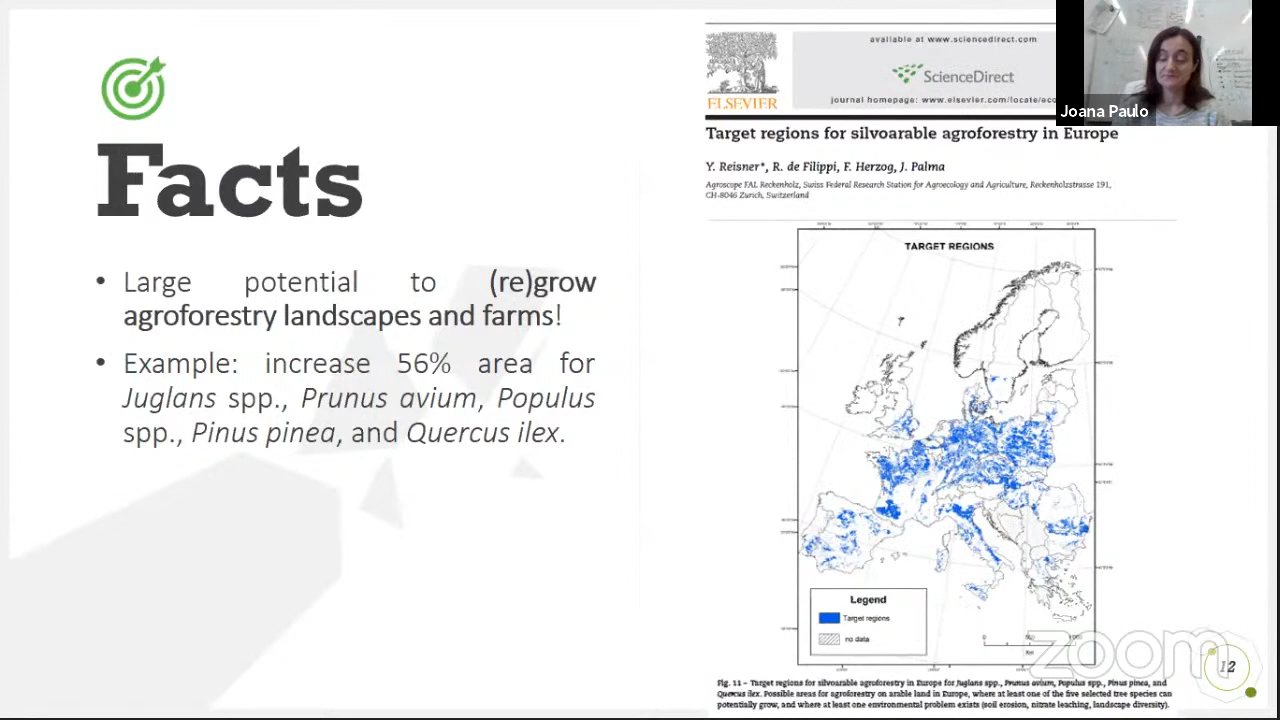 Facts
• Large potential to (re)grow
agroforestry landscapes and farms!
• Example: increase 56% area for
Juglans spp., Prunus avium, Populus
spp., Pinus pinea, and Quercus ilex.
available at www.sciencedirect.com
ScienceDirect
ELSEVIER
journal homepage: www.elsevier.com/locate/eco
Joana Paulo
Target regions for silvoarable agroforestry in Europe
Y. Reisner*, R. de Filippi, F. Herzog, J. Palma
Agroscope FAL Reckenholz, Swiss Federal Research Station for Agroecology and Agriculture, Reckenholzstrasse 191,
CH-8046 Zurich, Switzerland
TARGET REGIONS
Legend
Target regions
no data
0
Km
zoom
12
Fig. 11 – Target regions for silvoarable agroforestry in Europe for Juglans spp., Prunus avium, Populus spp., Pinus pinea, and
Quercus ilex. Possible areas for agroforestry on arable land in Europe, where at least one of the five selected tree species can
potentially grow, and where at least one environmental problem exists (soil erosion, nitrate leaching, landscape diversity).